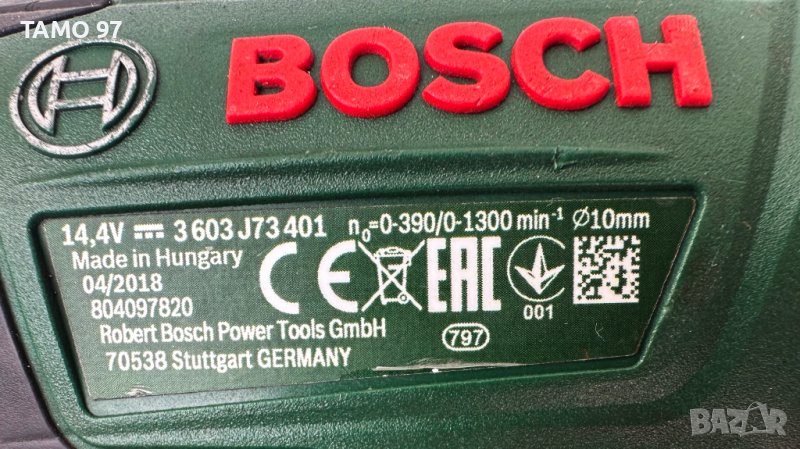 TAMO 97
BOSCH
14,4V 3 603 J73 401 n₀=0-390/0-1300 min⁻¹ Ø10mm
Made in Hungary
04/2018
804097820
Robert Bosch Power Tools GmbH
70538 Stuttgart GERMANY
CE EAC
001
797
BAZAR